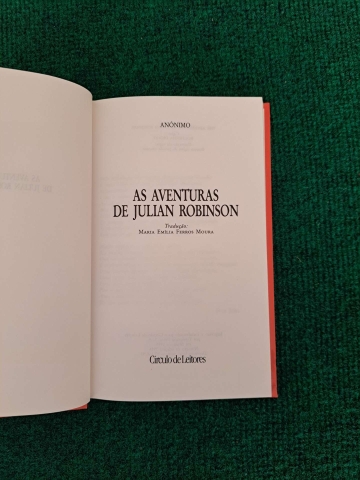 ANÓNIMO
AS AVENTURAS
DE JULIAN ROBINSON
Tradução:
MARIA EMÍLIA FERROS MOURA
Círculo de Leitores